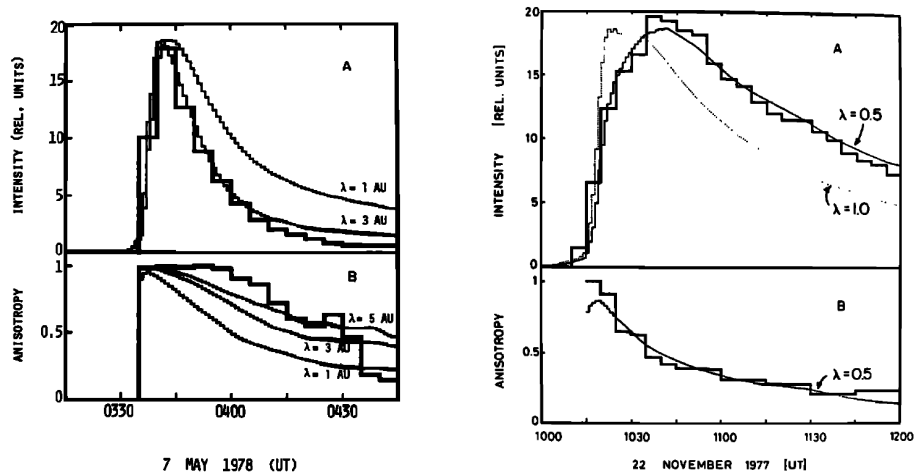 20
15
10
5
0
INTENSITY (REL. UNITS)
A
λ = 1 AU
λ = 3 AU
1
0.5
0
ANISOTROPY
B
λ = 5 AU
λ = 3 AU
λ = 1 AU
0330 0400 0430
7 MAY 1978 (UT)
20
15
10
5
0
INTENSITY [REL. UNITS]
A
λ=0.5
λ=1.0
1.0
0.5
0
ANISOTROPY
B
λ=0.5
1000 1030 1100 1130 1200
22 NOVEMBER 1977 [UT]